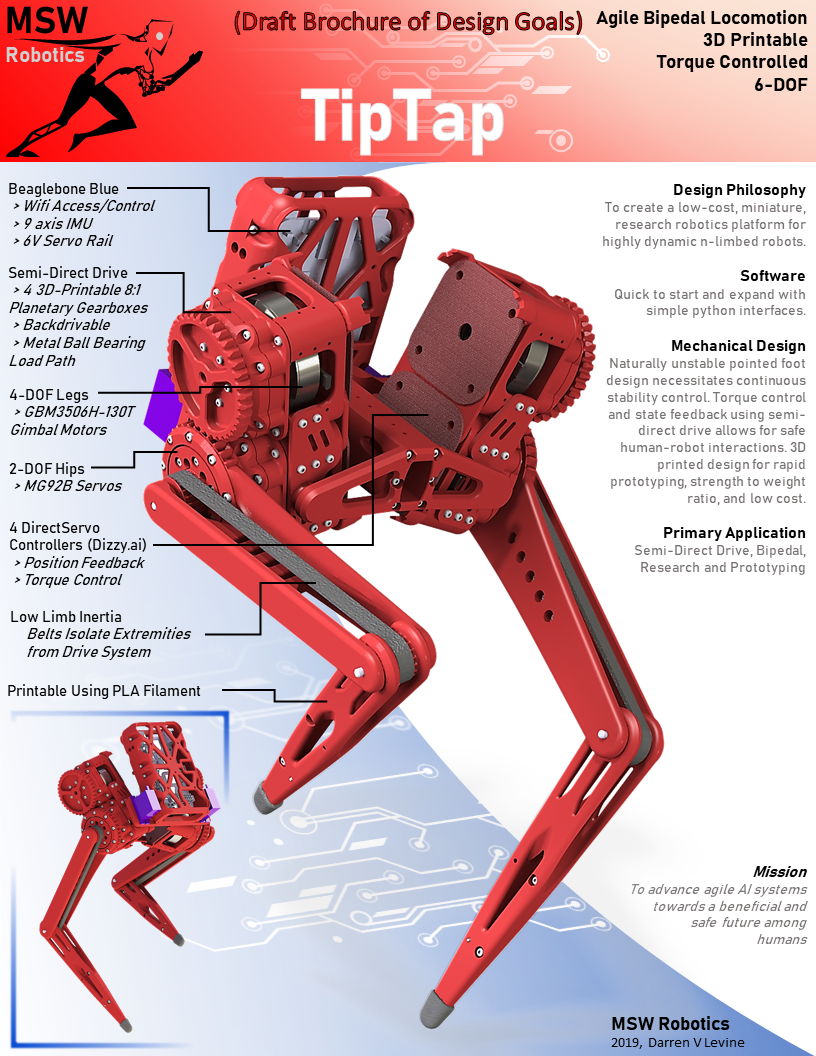 MSW
Robotics
(Draft Brochure of Design Goals)
Agile Bipedal Locomotion
3D Printable
Torque Controlled
6-DOF
TipTap
Beaglebone Blue
> Wifi Access/Control
> 9 axis IMU
> 6V Servo Rail
Semi-Direct Drive
> 4 3D-Printable 8:1
Planetary Gearboxes
> Backdrivable
> Metal Ball Bearing
Load Path
4-DOF Legs
> GBM3506H-130T
Gimbal Motors
2-DOF Hips
> MG92B Servos
4 DirectServo
Controllers (Dizzy.ai)
> Position Feedback
> Torque Control
Low Limb Inertia
Belts Isolate Extremities
from Drive System
Printable Using PLA Filament
Design Philosophy
To create a low-cost, miniature,
research robotics platform for
highly dynamic n-limbed robots.
Software
Quick to start and expand with
simple python interfaces.
Mechanical Design
Naturally unstable pointed foot
design necessitates continuous
stability control. Torque control
and state feedback using semi-
direct drive allows for safe
human-robot interactions. 3D
printed design for rapid
prototyping, strength to weight
ratio, and low cost.
Primary Application
Semi-Direct Drive, Bipedal,
Research and Prototyping
Mission
To advance agile AI systems
towards a beneficial and
safe future among
humans
MSW Robotics
2019, Darren V Levine